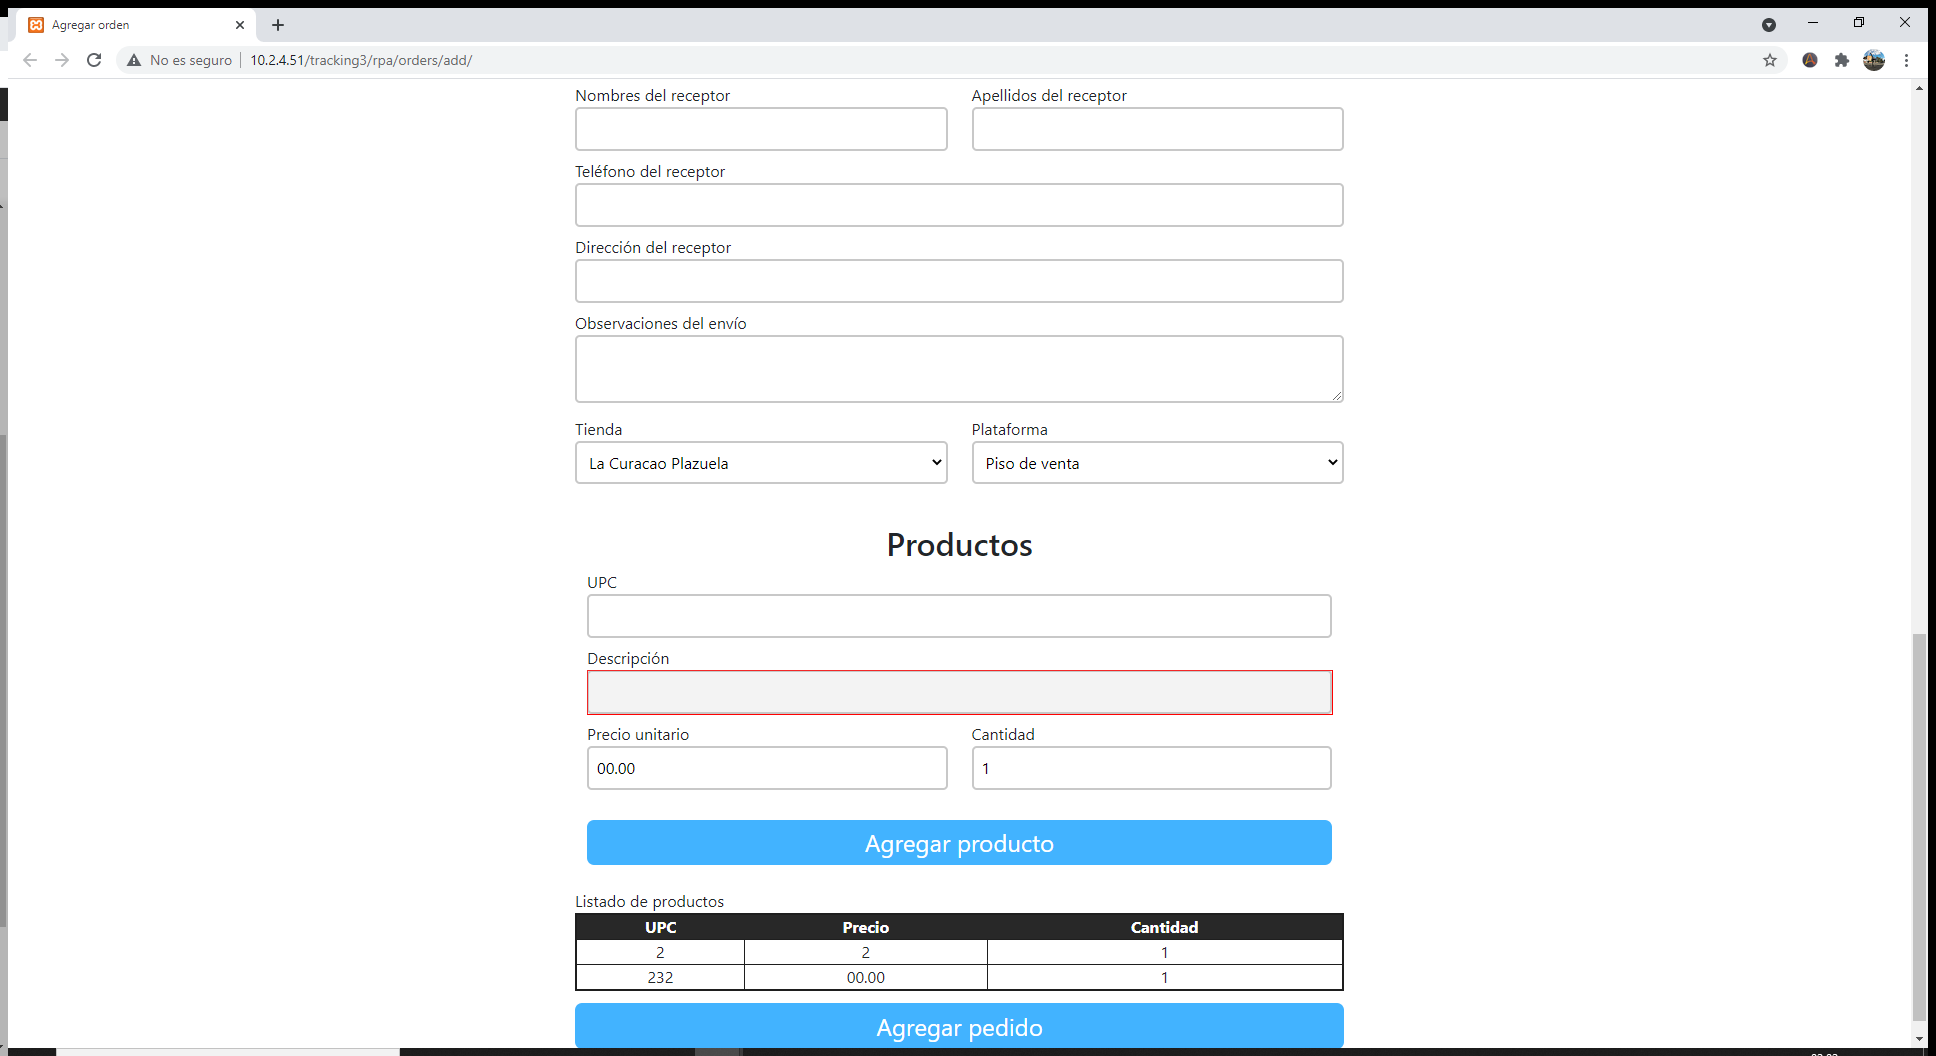 Agregar orden
No es seguro 10.2.4.51/tracking3/rpa/orders/add/
Nombres del receptor Apellidos del receptor
Teléfono del receptor
Dirección del receptor
Observaciones del envío
Tienda Plataforma
La Curacao Plazuela Piso de venta
Productos
UPC
Descripción
Precio unitario Cantidad
00.00 1
Agregar producto
Listado de productos
UPC Precio Cantidad
2 2 1
232 00.00 1
Agregar pedido